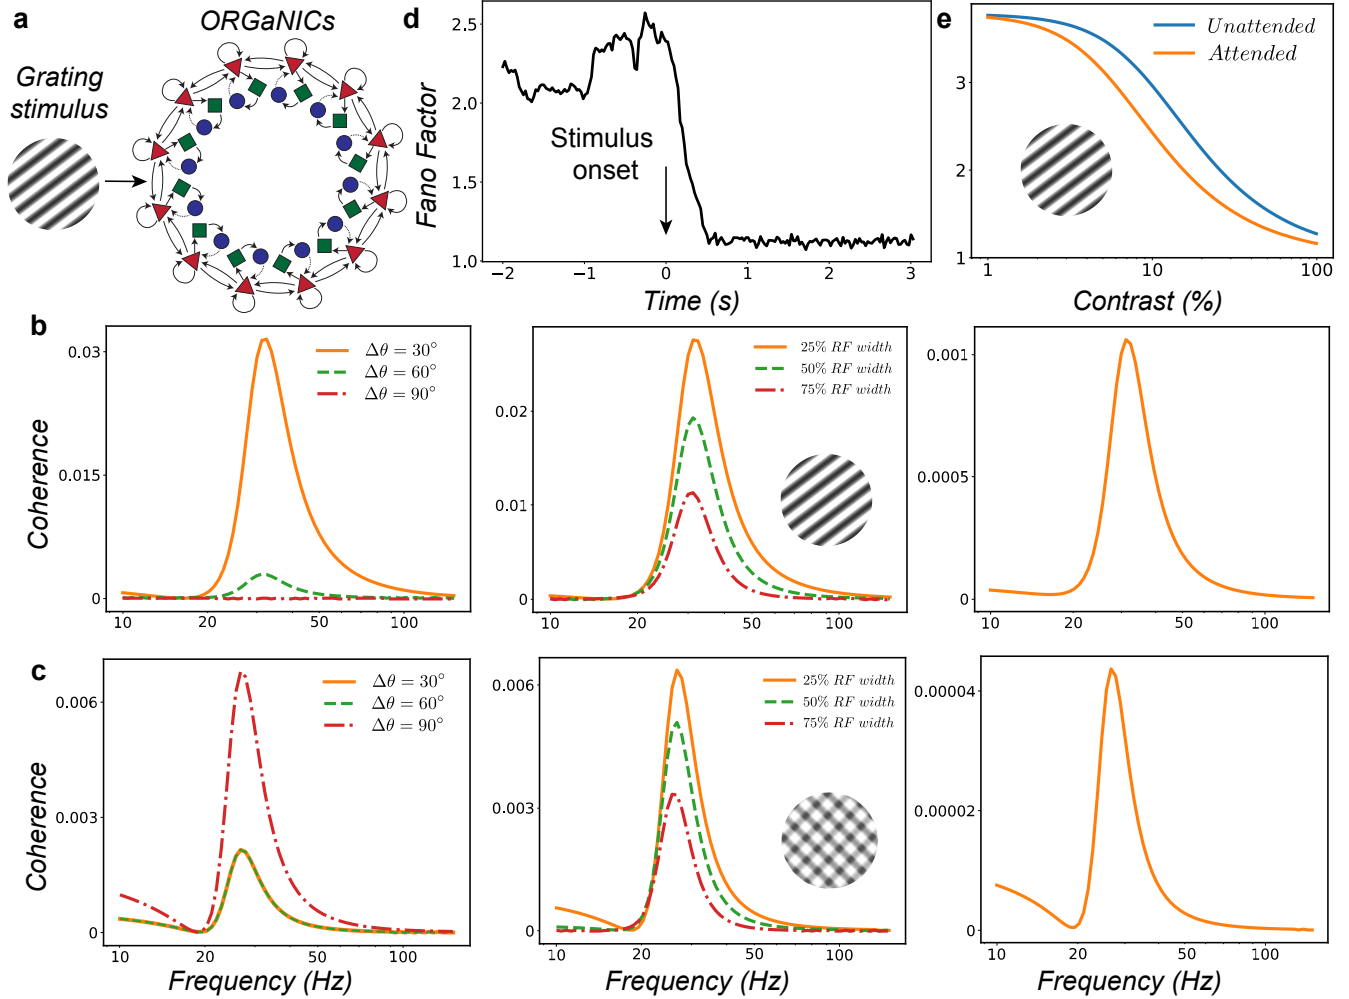 a
ORGaNICs
Grating
stimulus
d
Fano Factor
2.5
2.0
1.5
1.0
Stimulus
onset
−2
−1
0
1
2
3
Time (s)
e
Unattended
Attended
3
2
1
1
10
100
Contrast (%)
b
Coherence
0.03
0.015
0
Δθ = 30°
Δθ = 60°
Δθ = 90°
10
20
50
100
0.02
0.01
0
25% RF width
50% RF width
75% RF width
10
20
50
100
0.001
0.0005
0
10
20
50
100
c
Coherence
0.006
0.003
0
Δθ = 30°
Δθ = 60°
Δθ = 90°
10
20
50
100
Frequency (Hz)
0.006
0.003
0
25% RF width
50% RF width
75% RF width
10
20
50
100
Frequency (Hz)
0.00004
0.00002
0
10
20
50
100
Frequency (Hz)